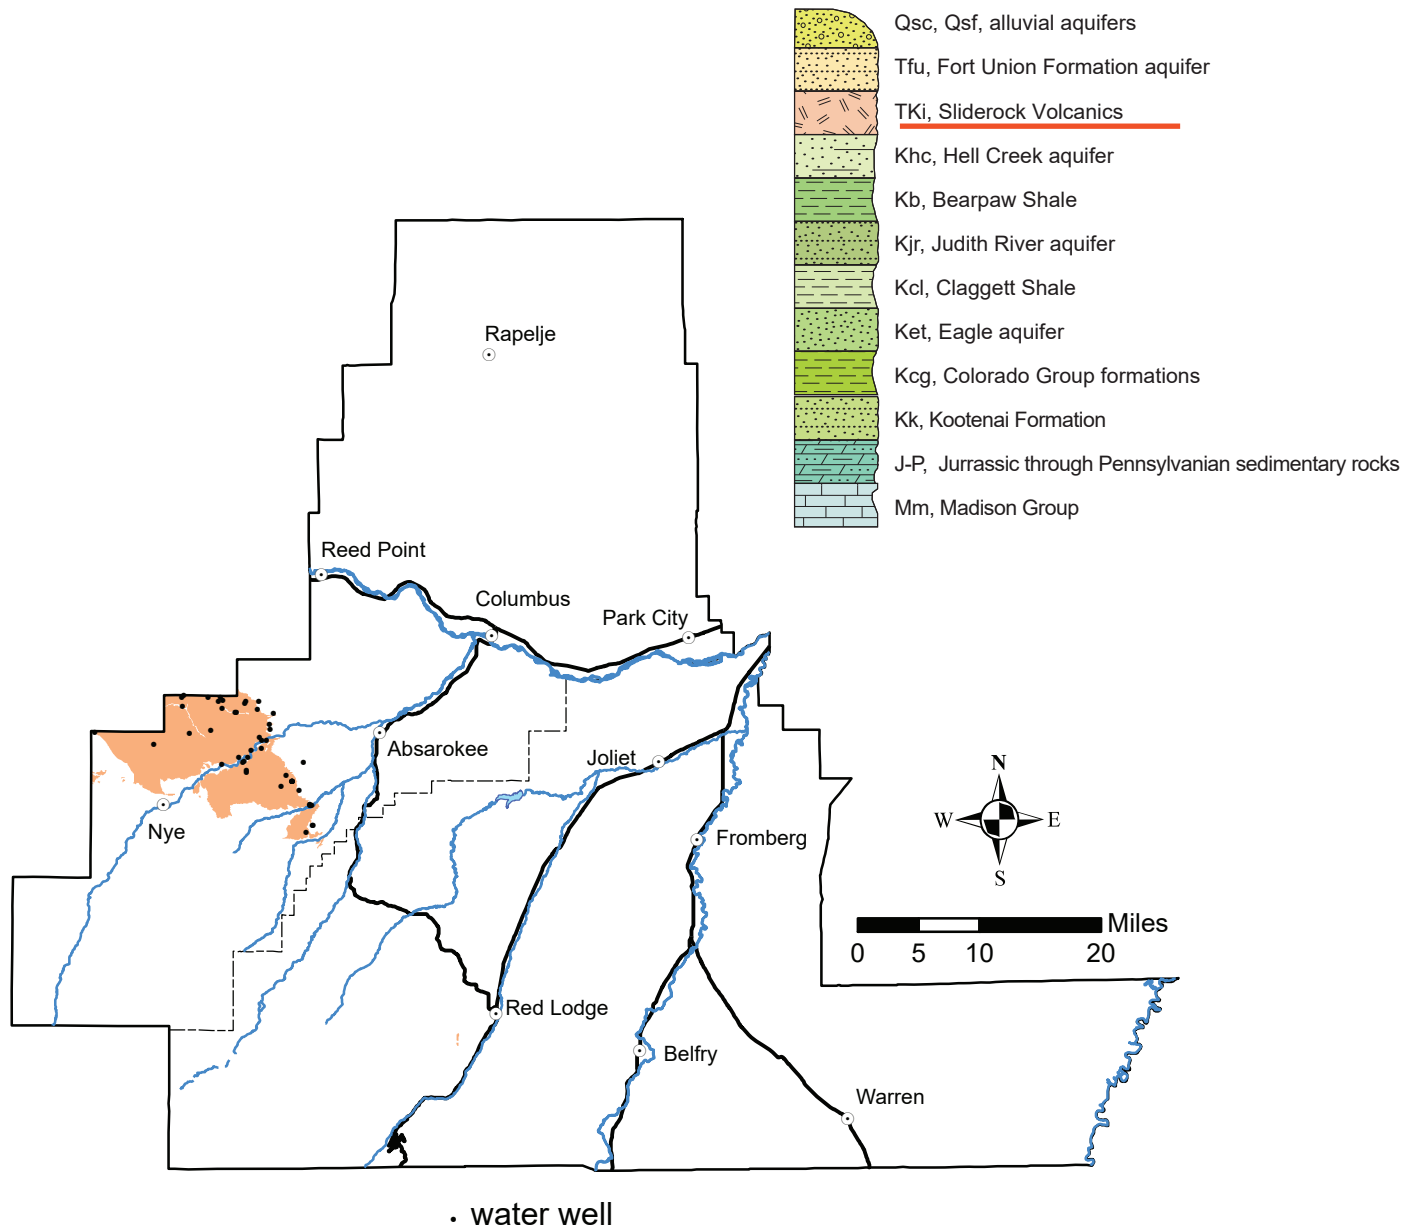 Qsc, Qsf, alluvial aquifers
Tfu, Fort Union Formation aquifer
TKi, Sliderock Volcanics
Khc, Hell Creek aquifer
Kb, Bearpaw Shale
Kjr, Judith River aquifer
Kcl, Claggett Shale
Ket, Eagle aquifer
Kcg, Colorado Group formations
Kk, Kootenai Formation
J-P, Jurrassic through Pennsylvanian sedimentary rocks
Mm, Madison Group
Rapelje
Reed Point
Columbus
Park City
Absarokee
Joliet
Nye
Fromberg
N
W E
S
Miles
0 5 10 20
Red Lodge
Belfry
Warren
water well